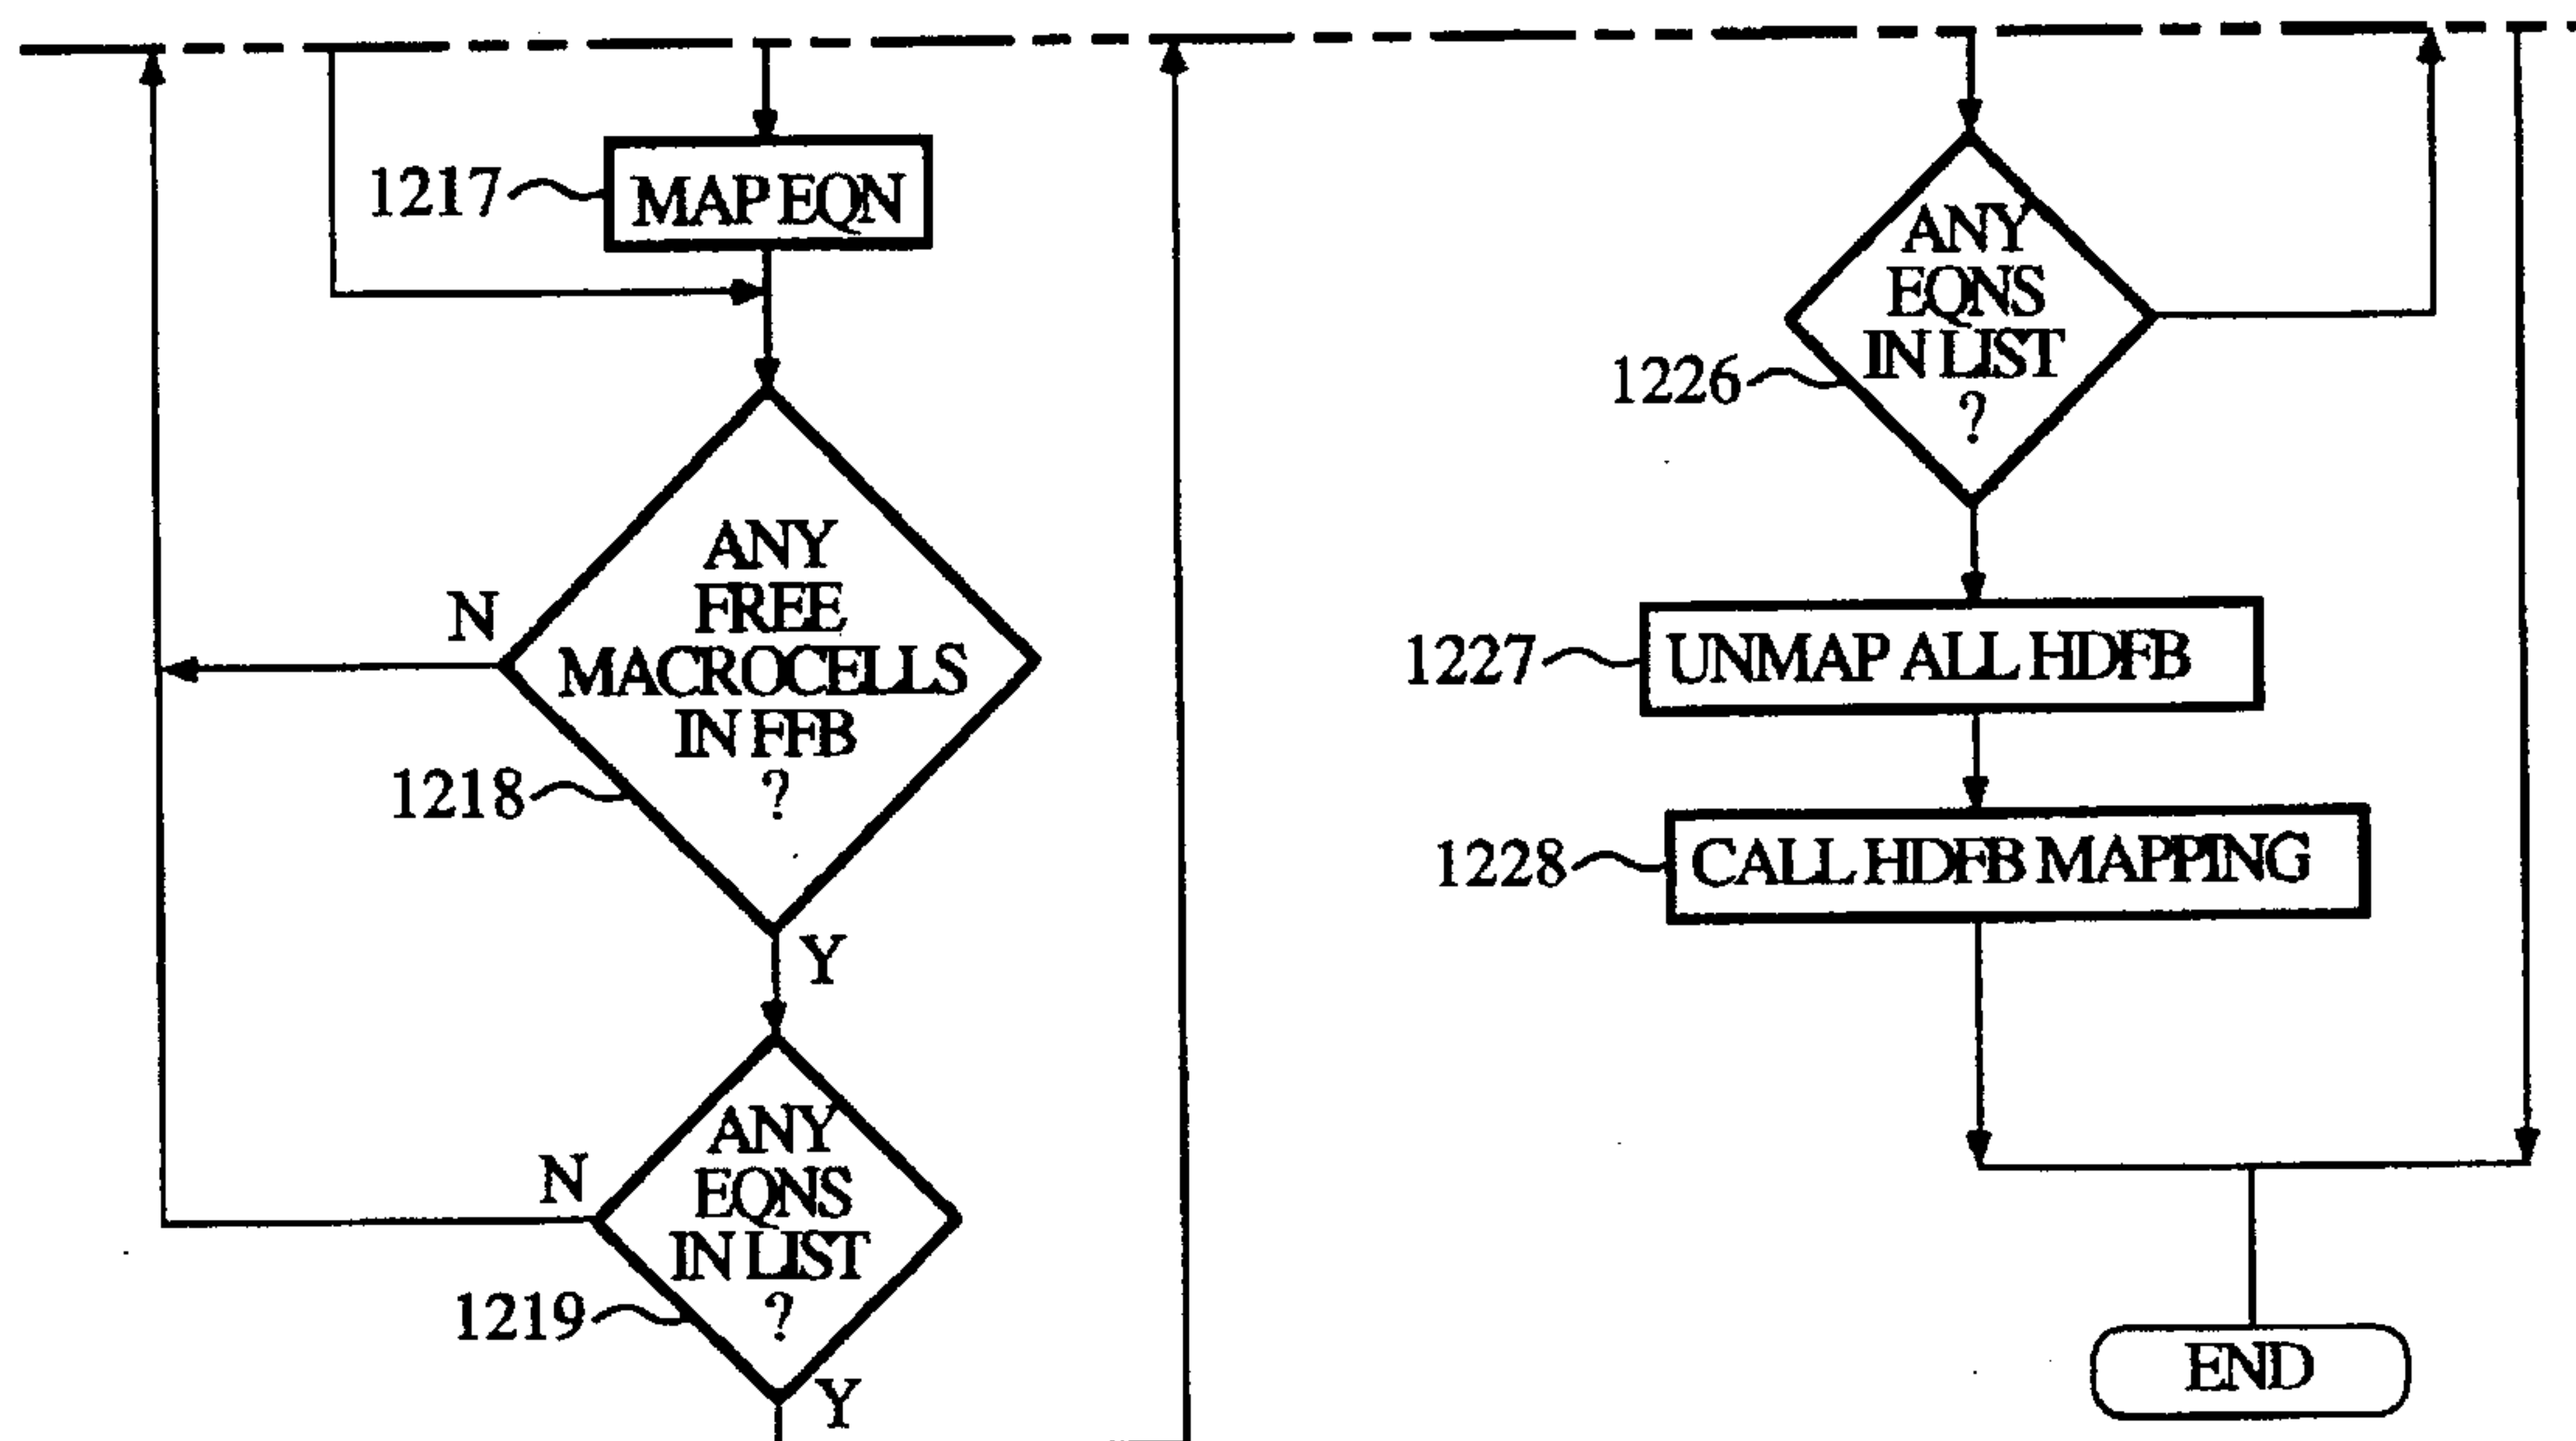 1217
MAP EQN
ANY
FREE
MACROCELLS
IN FFB
?
N
1218
Y
ANY
EQNS
IN LIST
?
N
1219
Y
ANY
EQNS
IN LIST
?
1226
1227
UNMAP ALL HDFB
1228
CALL HDFB MAPPING
END